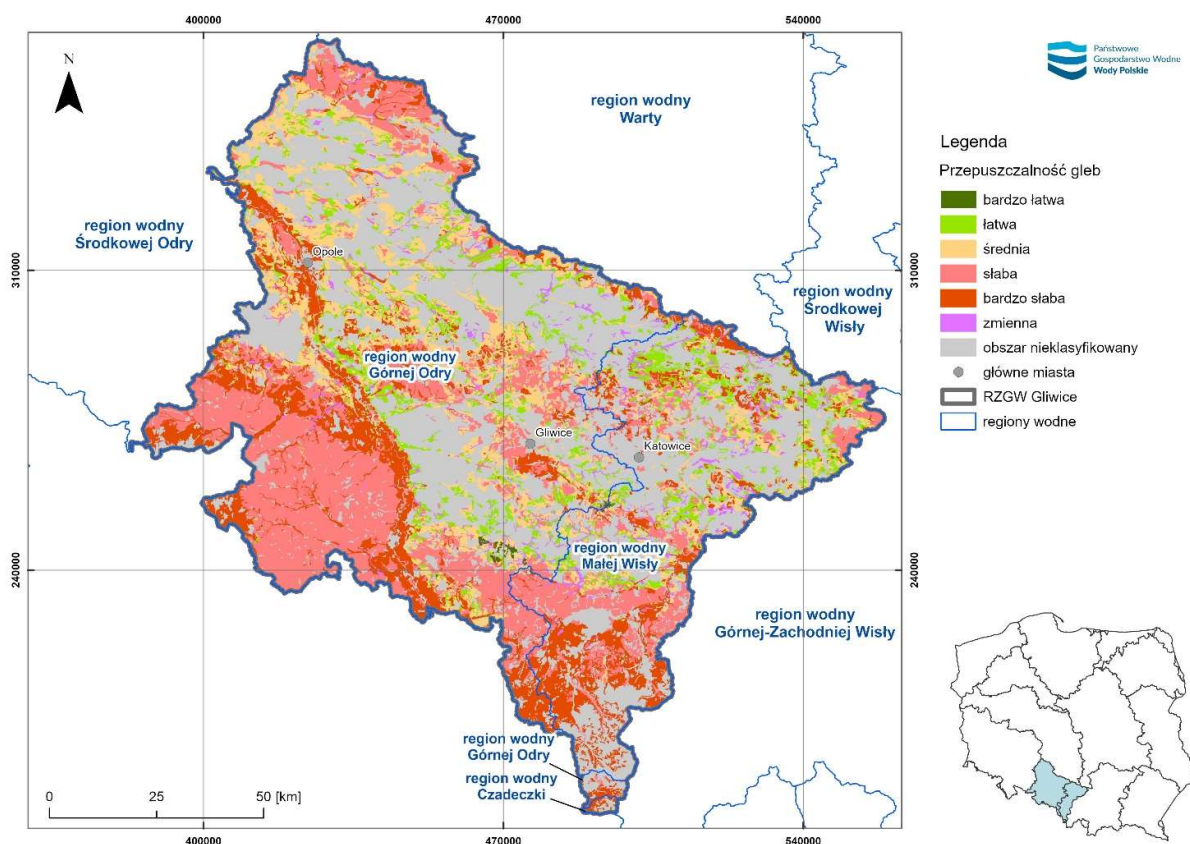 400000
470000
540000
N
Państwowe
Gospodarstwo Wodne
Wody Polskie
region wodny
Warty
Legenda
Przepuszczalność gleb
bardzo łatwa
łatwa
średnia
słaba
bardzo słaba
zmienna
obszar nieklasyfikowany
główne miasta
RZGW Gliwice
regiony wodne
region wodny
Środkowej Odry
Opole
310000
310000
region wodny
Środkowej
Wisły
region wodny
Górnej Odry
Gliwice
Katowice
region wodny
Małej Wisły
240000
240000
region wodny
Górnej-Zachodniej Wisły
region wodny
Górnej Odry
region wodny
Czadeczki
0 25 50 [km]
400000
470000
540000